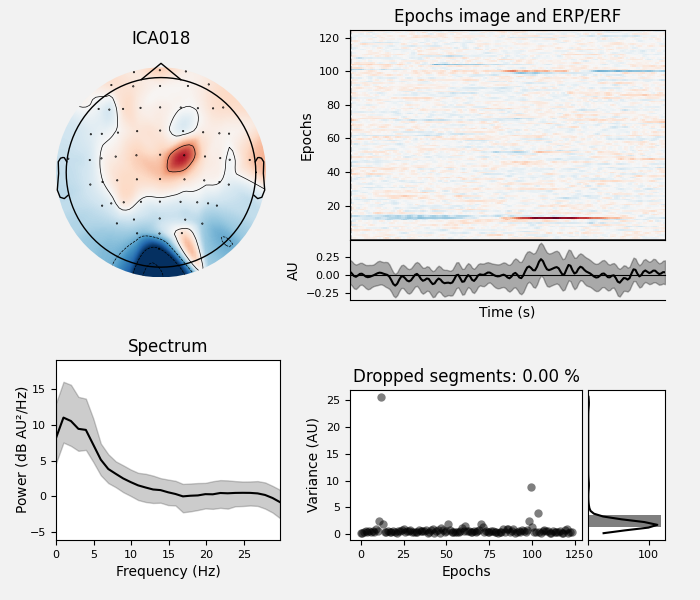 ICA018
Epochs image and ERP/ERF
120
100
80
60
40
20
Epochs
0.25
0.00
−0.25
AU
Time (s)
Spectrum
15
10
5
0
−5
Power (dB AU²/Hz)
0 5 10 15 20 25
Frequency (Hz)
Dropped segments: 0.00 %
25
20
15
10
5
0
Variance (AU)
0 25 50 75 100 125
Epochs
0 100